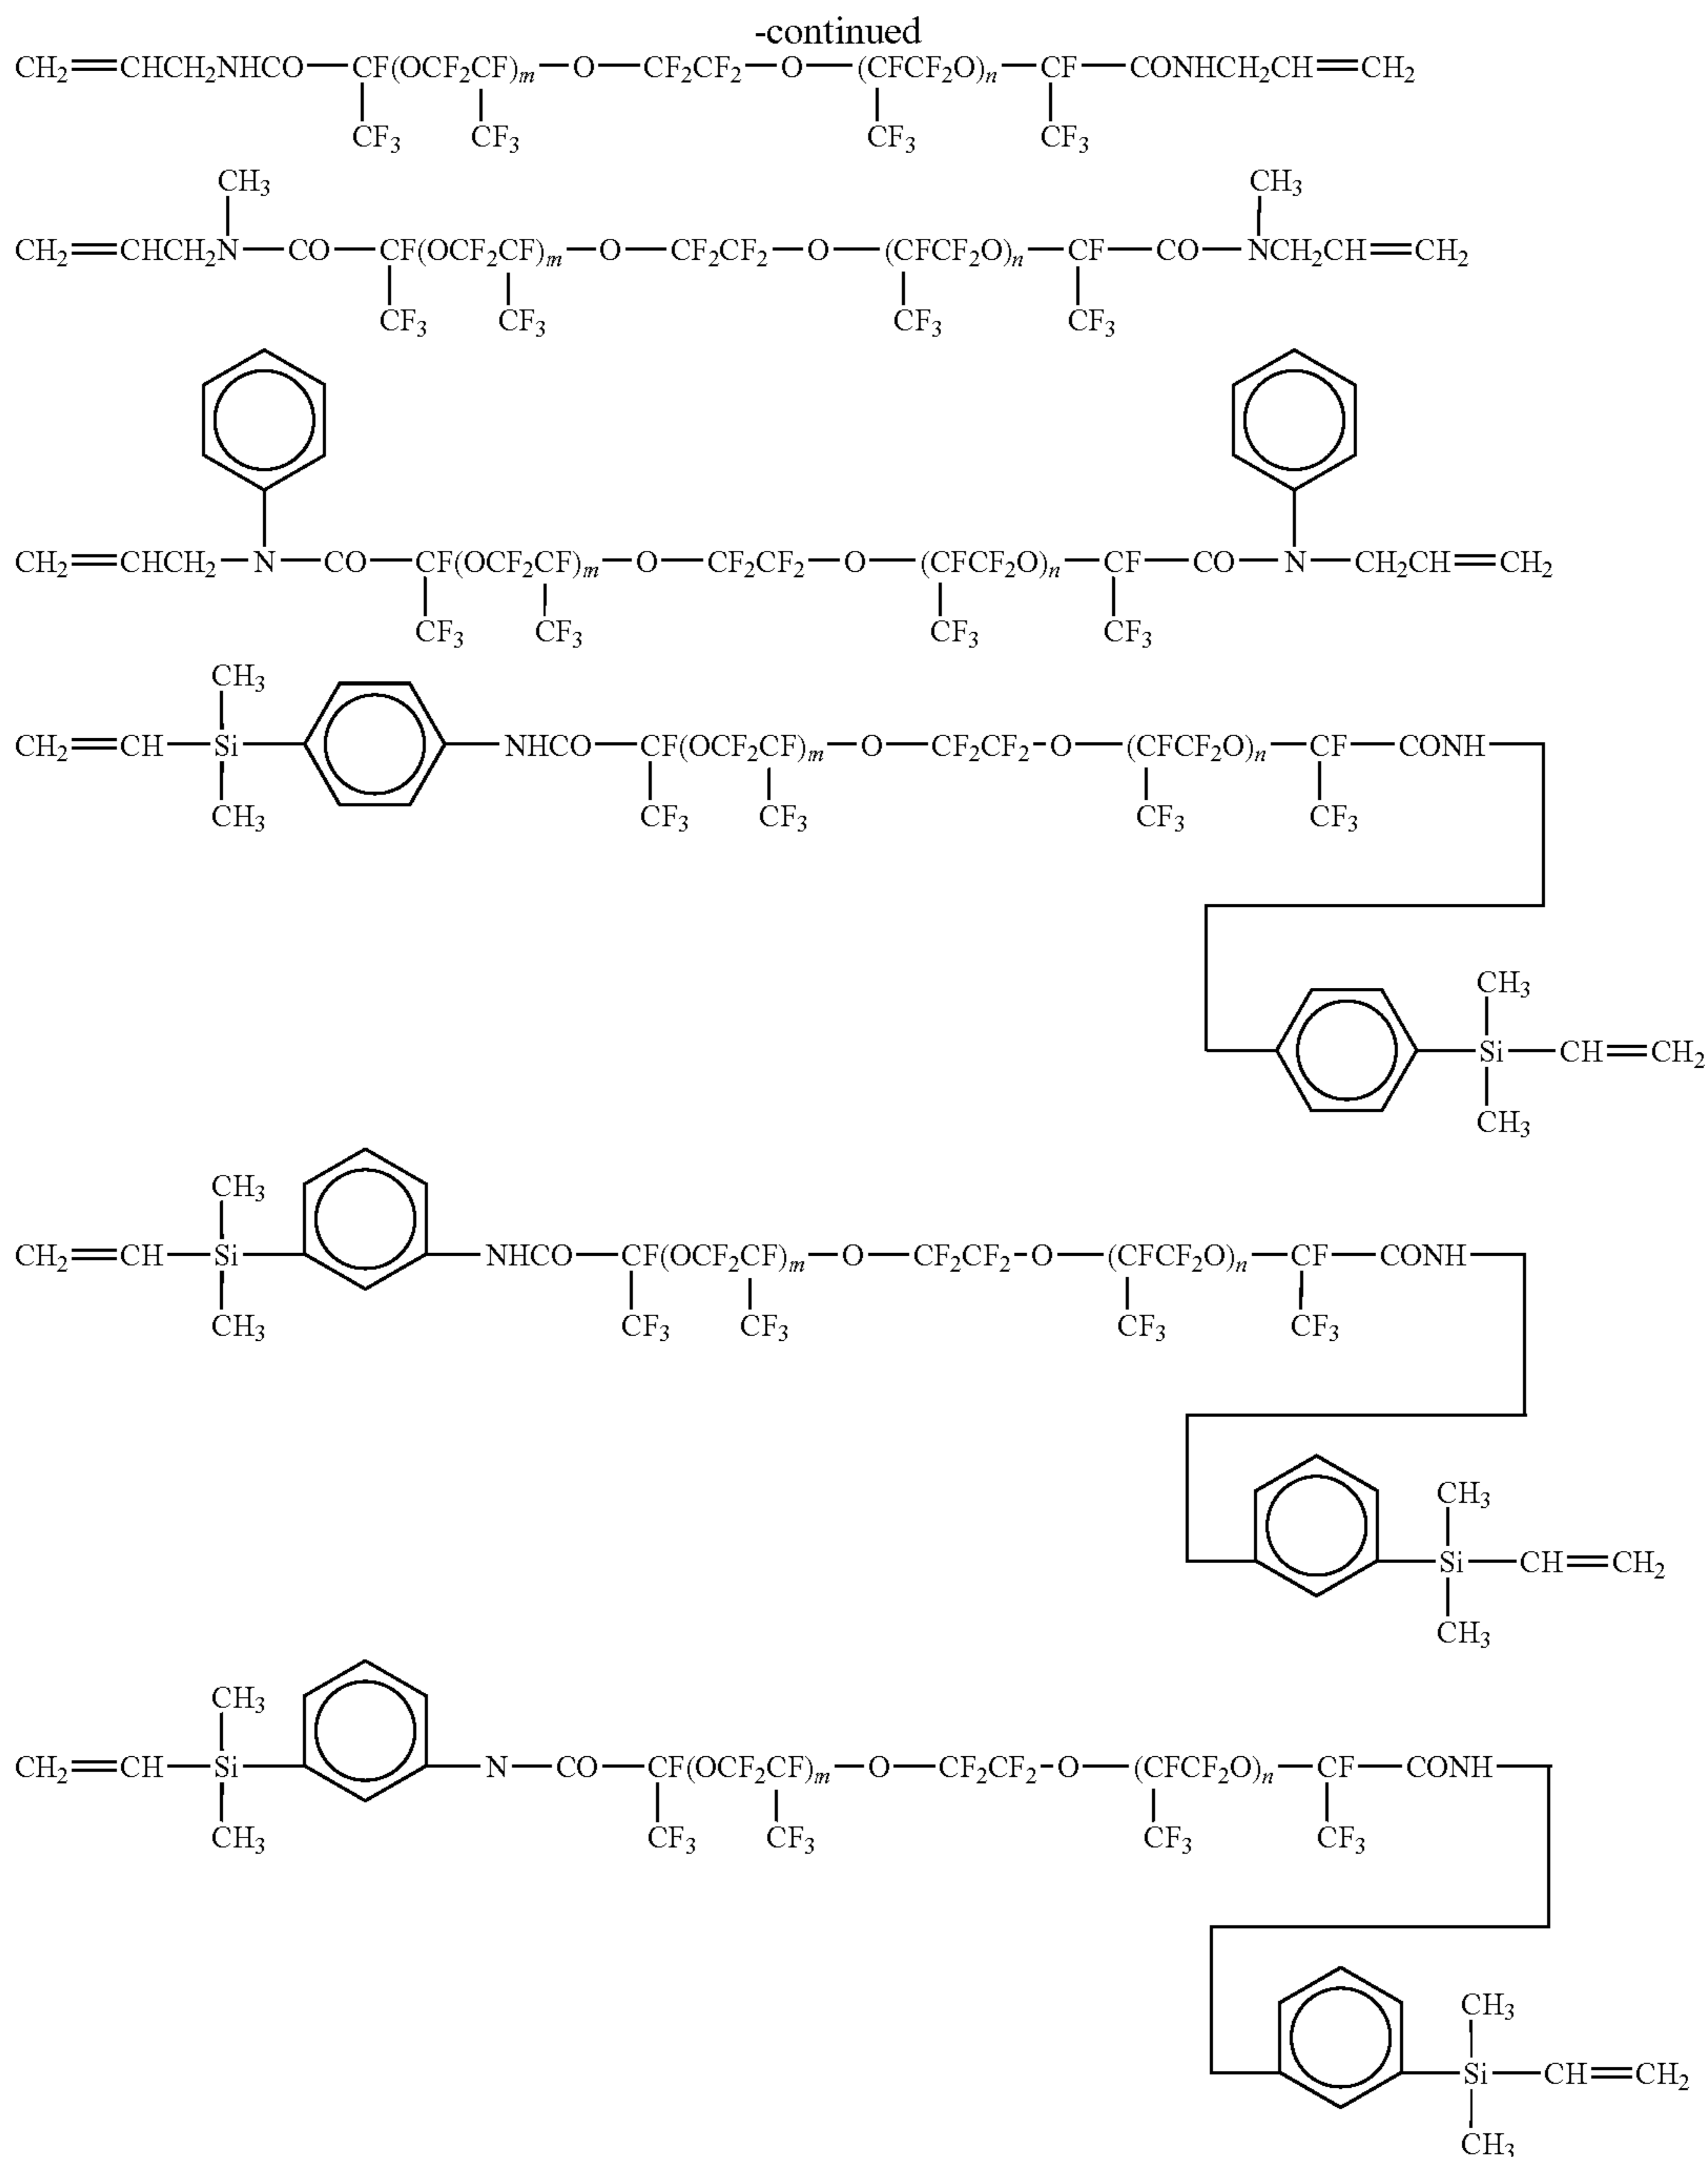 -continued
CH₂=CHCH₂NHCO—CF(OCF₂CF)ₘ—O—CF₂CF₂—O—(CFCF₂O)ₙ—CF—CONHCH₂CH=CH₂
CF₃ CF₃ CF₃ CF₃
CH₃ CH₃
CH₂=CHCH₂N—CO—CF(OCF₂CF)ₘ—O—CF₂CF₂—O—(CFCF₂O)ₙ—CF—CO—NCH₂CH=CH₂
CF₃ CF₃ CF₃ CF₃
CH₂=CHCH₂—N—CO—CF(OCF₂CF)ₘ—O—CF₂CF₂—O—(CFCF₂O)ₙ—CF—CO—N—CH₂CH=CH₂
CF₃ CF₃ CF₃ CF₃
CH₃
CH₂=CH—Si—NHCO—CF(OCF₂CF)ₘ—O—CF₂CF₂—O—(CFCF₂O)ₙ—CF—CONH—
CH₃ CF₃ CF₃ CF₃ CF₃
CH₃
Si—CH=CH₂
CH₃
CH₃
CH₂=CH—Si—NHCO—CF(OCF₂CF)ₘ—O—CF₂CF₂—O—(CFCF₂O)ₙ—CF—CONH—
CH₃ CF₃ CF₃ CF₃ CF₃
CH₃
Si—CH=CH₂
CH₃
CH₃
CH₂=CH—Si—N—CO—CF(OCF₂CF)ₘ—O—CF₂CF₂—O—(CFCF₂O)ₙ—CF—CONH—
CH₃ CF₃ CF₃ CF₃ CF₃
CH₃
Si—CH=CH₂
CH₃